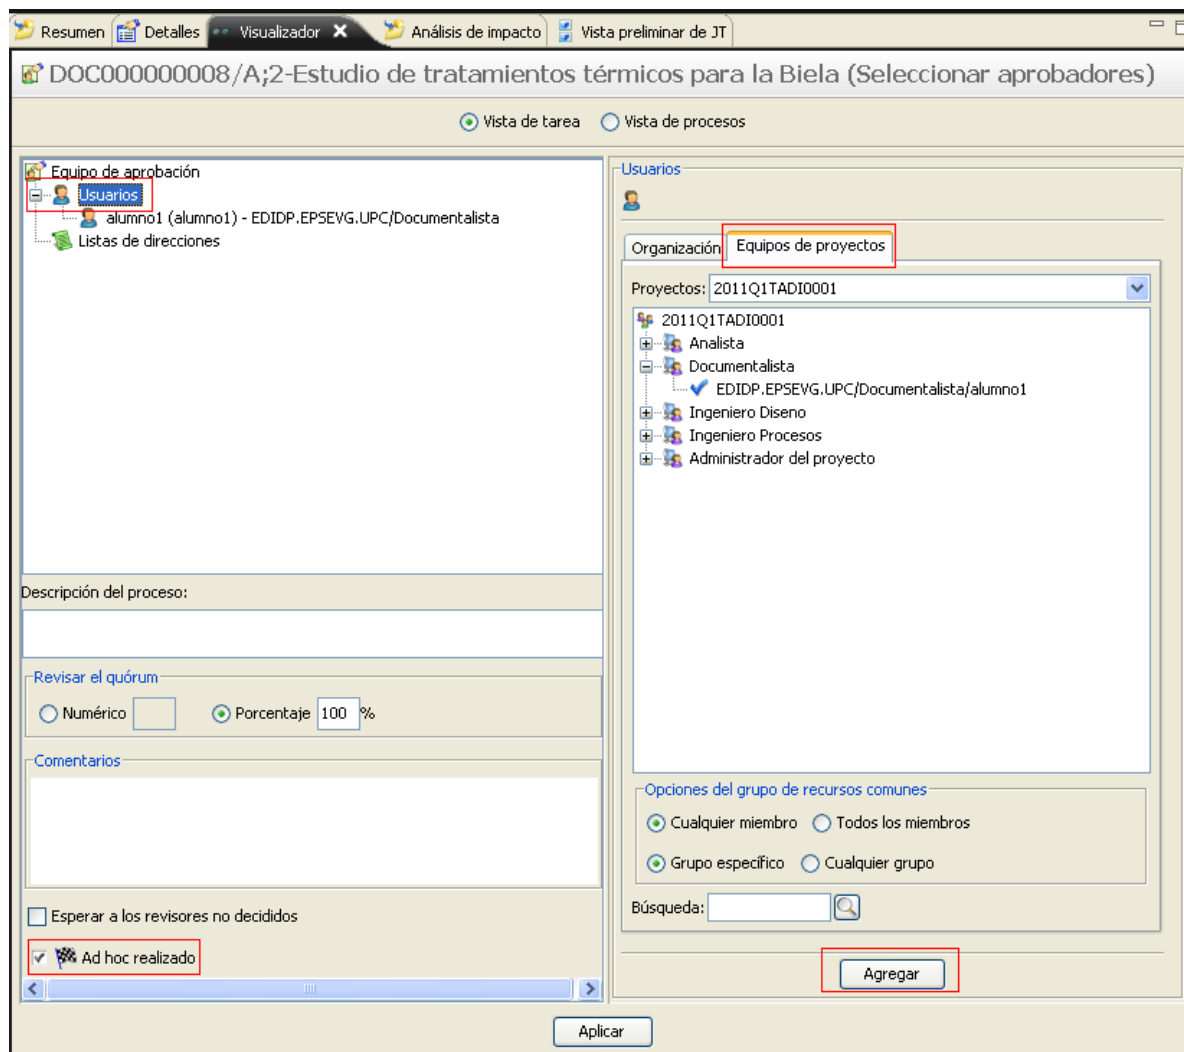 Resumen Detalles Visualizador Análisis de impacto Vista preliminar de JT
DOC000000008/A;2-Estudio de tratamientos térmicos para la Biela (Seleccionar aprobadores)
Vista de tarea Vista de procesos
Equipo de aprobación
Usuarios
alumno1 (alumno1) - EDIDP.EPSEVG.UPC/Documentalista
Listas de direcciones
Descripción del proceso:
Revisar el quórum
Numérico Porcentaje 100 %
Comentarios
Esperar a los revisores no decididos
Ad hoc realizado
Usuarios
Organización Equipos de proyectos
Proyectos: 2011Q1TADI0001
2011Q1TADI0001
Analista
Documentalista
EDIDP.EPSEVG.UPC/Documentalista/alumno1
Ingeniero Diseno
Ingeniero Procesos
Administrador del proyecto
Opciones del grupo de recursos comunes
Cualquier miembro Todos los miembros
Grupo específico Cualquier grupo
Búsqueda:
Agregar
Aplicar